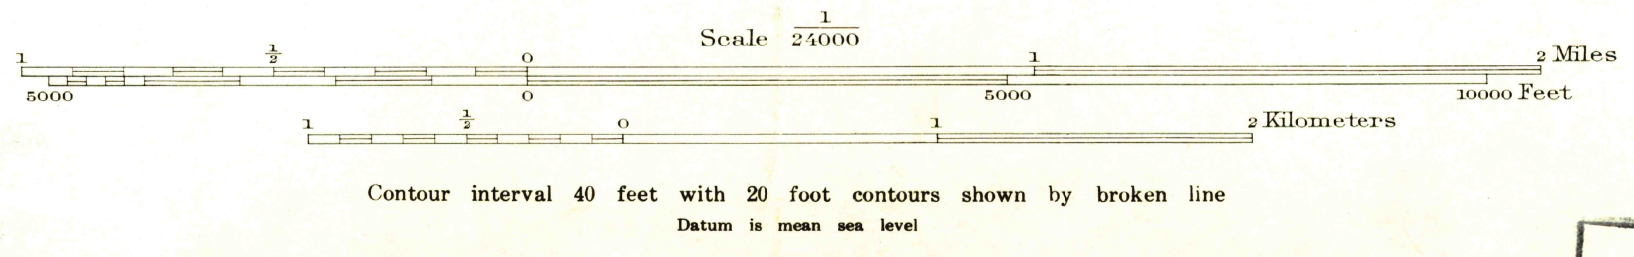 Scale 1/24000
1 ½ 0 1 2 Miles
5000 0 5000 10000 Feet
1 ½ 0 1 2 Kilometers
Contour interval 40 feet with 20 foot contours shown by broken line
Datum is mean sea level